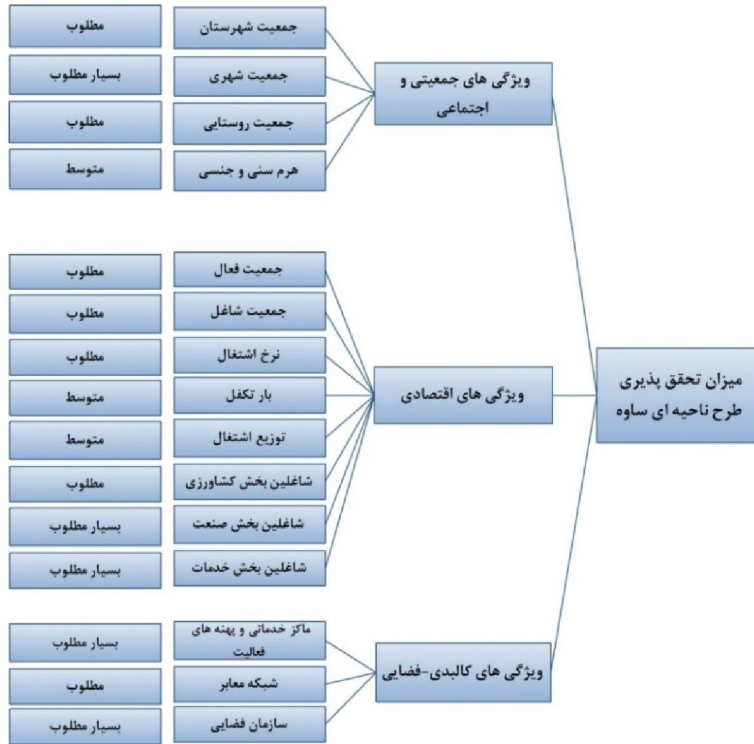 میزان تحقق پذیری
طرح ناحیه ای ساوه
ویژگی های جمعیتی و
اجتماعی
جمعیت شهرستان
مطلوب
جمعیت شهری
بسیار مطلوب
جمعیت روستایی
مطلوب
هرم سنی و جنسی
متوسط
ویژگی های اقتصادی
جمعیت فعال
مطلوب
جمعیت شاغل
مطلوب
نرخ اشتغال
مطلوب
بار تکفل
متوسط
توزیع اشتغال
متوسط
شاغلین بخش کشاورزی
مطلوب
شاغلین بخش صنعت
بسیار مطلوب
شاغلین بخش خدمات
بسیار مطلوب
ویژگی های کالبدی-فضایی
ماکز خدماتی و پهنه های
فعالیت
بسیار مطلوب
شبکه معابر
مطلوب
سازمان فضایی
بسیار مطلوب